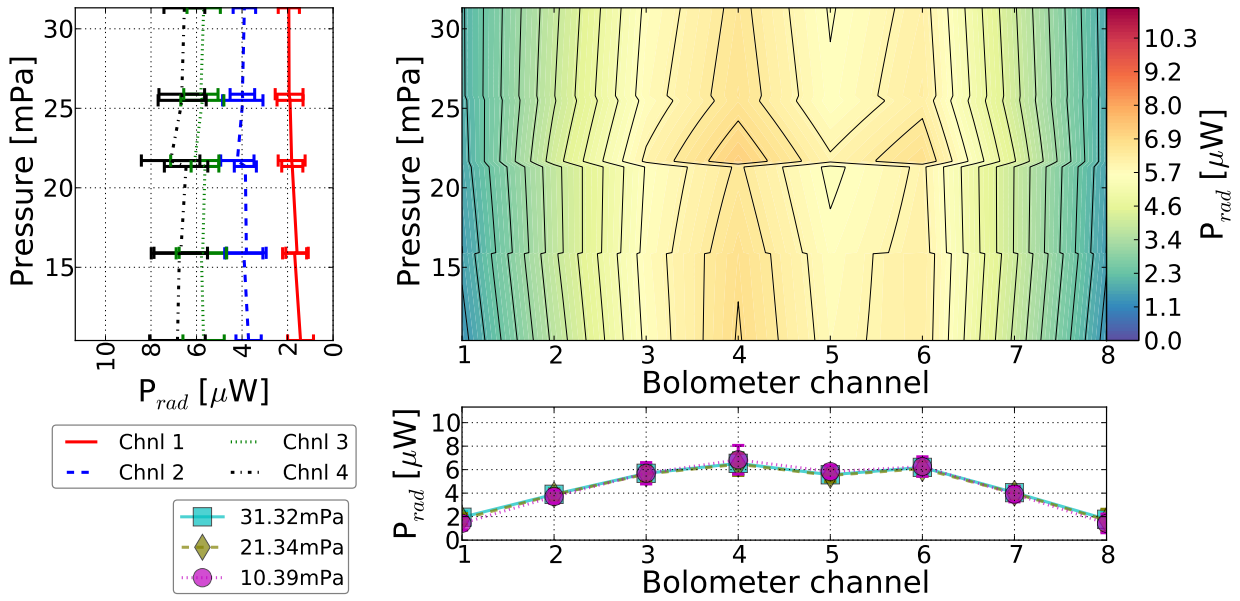 Pressure [mPa]
30
25
20
15
10
8
6
4
2
0
P_rad [μW]
Chnl 1
Chnl 2
Chnl 3
Chnl 4
31.32mPa
21.34mPa
10.39mPa
Pressure [mPa]
30
25
20
15
1 2 3 4 5 6 7 8
Bolometer channel
10.3
9.2
8.0
6.9
5.7
4.6
3.4
2.3
1.1
0.0
P_rad [μW]
P_rad [μW]
10
8
6
4
2
0
1 2 3 4 5 6 7 8
Bolometer channel